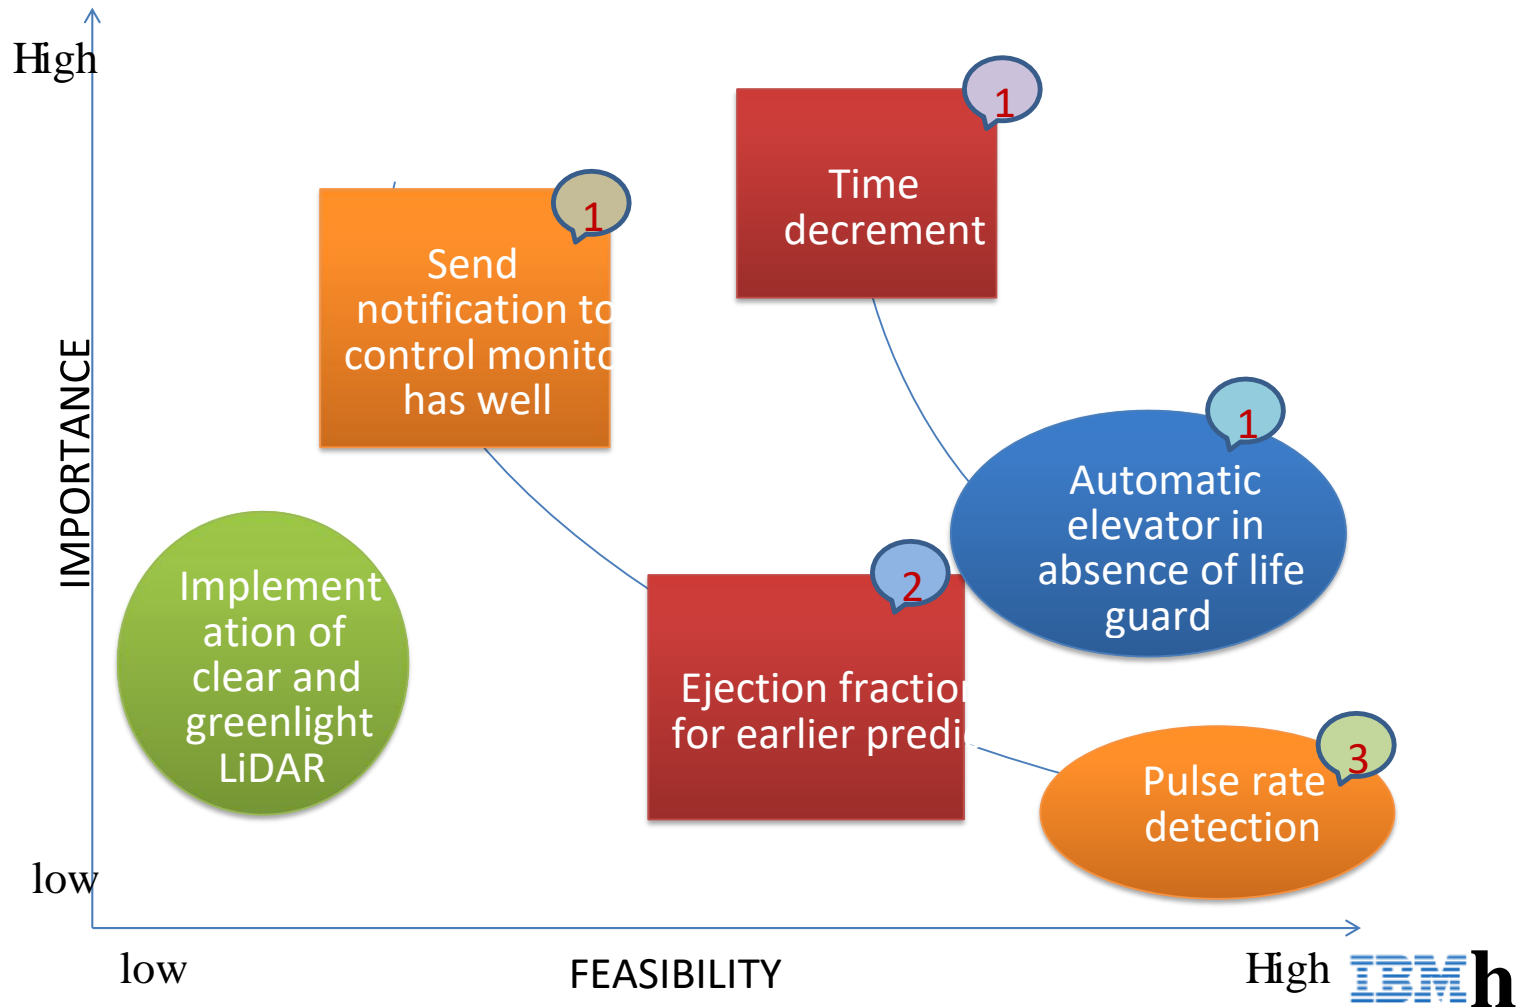 High
1
Time
decrement
1
Send
notification to
control monito
has well
IMPORTANCE
1
Automatic
elevator in
absence of life
guard
2
Ejection fraction
for earlier predi
Implement
ation of
clear and
greenlight
LiDAR
3
Pulse rate
detection
low
low
FEASIBILITY
High
IBM
h